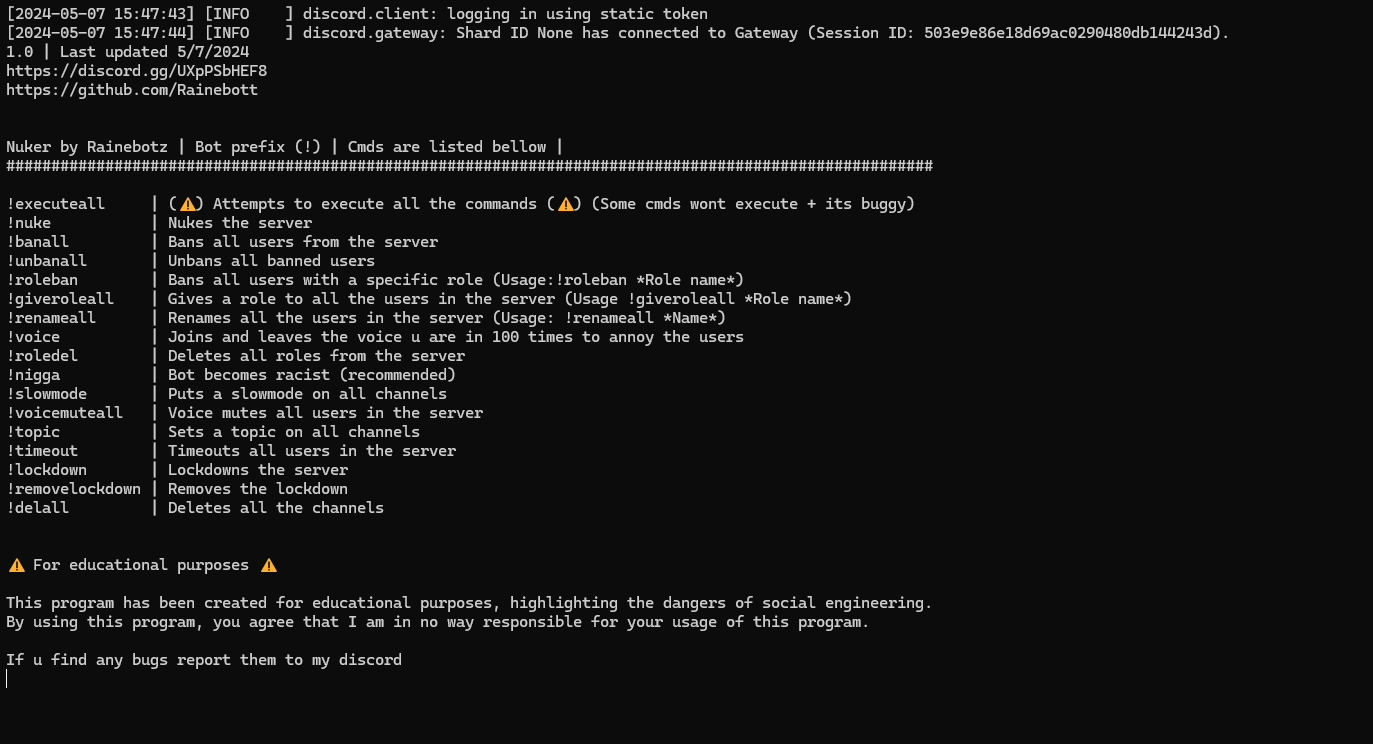 [2024-05-07 15:47:43] [INFO    ] discord.client: logging in using static token
[2024-05-07 15:47:44] [INFO    ] discord.gateway: Shard ID None has connected to Gateway (Session ID: 503e9e86e18d69ac0290480db144243d).
1.0 | Last updated 5/7/2024
https://discord.gg/UXpPSbHEF8
https://github.com/Rainebott
Nuker by Rainebotz | Bot prefix (!) | Cmds are listed bellow |
#######################################################################################################
!executeall     | (⚠️) Attempts to execute all the commands (⚠️) (Some cmds wont execute + its buggy)
!nuke           | Nukes the server
!banall         | Bans all users from the server
!unbanall       | Unbans all banned users
!roleban        | Bans all users with a specific role (Usage:!roleban *Role name*)
!giveroleall    | Gives a role to all the users in the server (Usage !giveroleall *Role name*)
!renameall      | Renames all the users in the server (Usage: !renameall *Name*)
!voice          | Joins and leaves the voice u are in 100 times to annoy the users
!roledel        | Deletes all roles from the server
!nigga          | Bot becomes racist (recommended)
!slowmode       | Puts a slowmode on all channels
!voicemuteall   | Voice mutes all users in the server
!topic          | Sets a topic on all channels
!timeout        | Timeouts all users in the server
!lockdown       | Lockdowns the server
!removelockdown | Removes the lockdown
!delall         | Deletes all the channels
⚠️ For educational purposes ⚠️
This program has been created for educational purposes, highlighting the dangers of social engineering.
By using this program, you agree that I am in no way responsible for your usage of this program.
If u find any bugs report them to my discord